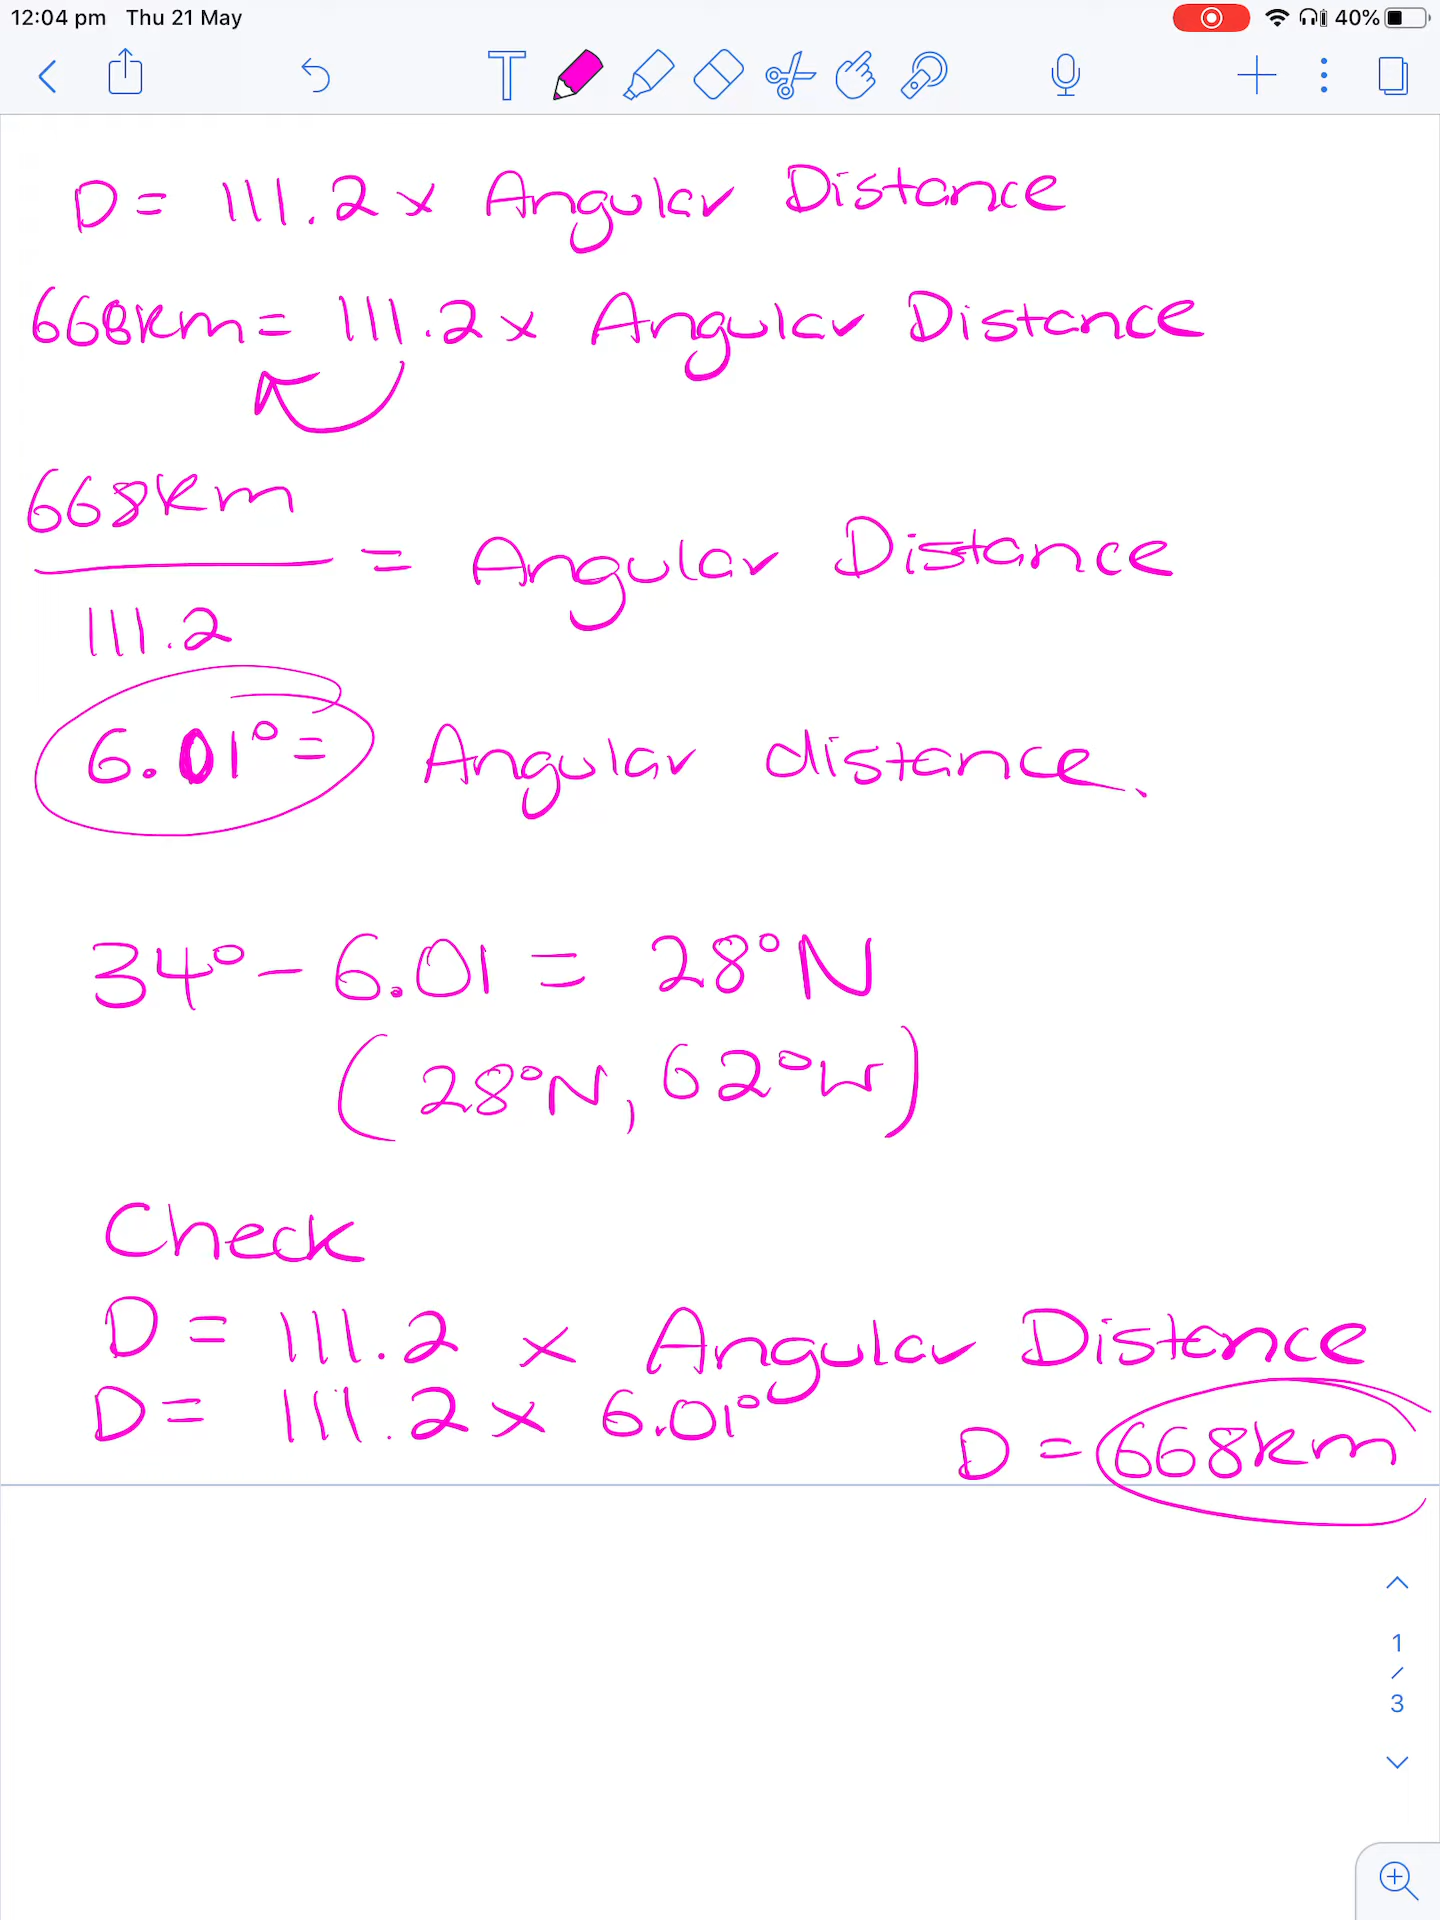 12:04 pm Thu 21 May 40%
T
D = 111.2 x Angular Distance
668km = 111.2 x Angular Distance
668km
111.2
= Angular Distance
6.01° = Angular distance.
34° - 6.01 = 28°N
(28°N, 62°W)
Check
D = 111.2 x Angular Distance
D = 111.2 x 6.01°
D = 668km
1
/
3